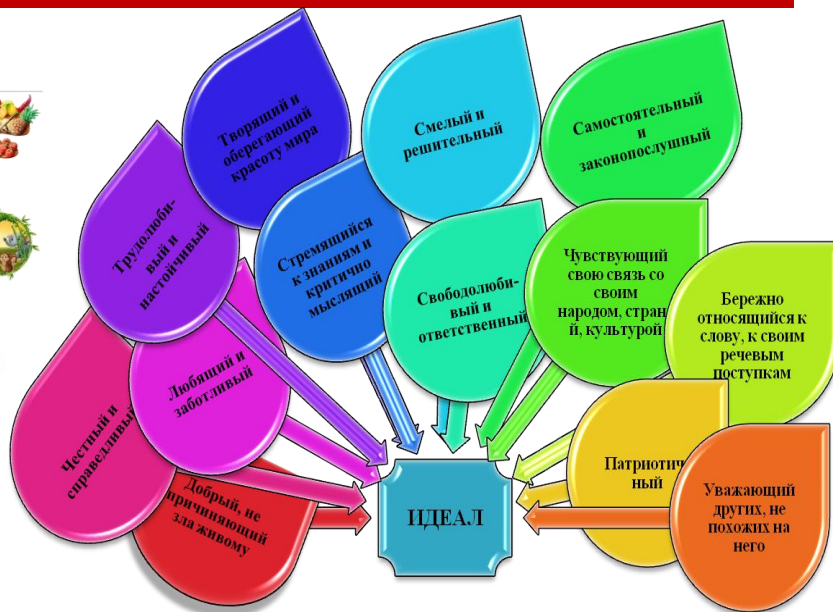 Творящий и
оберегающий
красоту мира
Смелый и
решительный
Самостоятельный
и
законопослушный
Трудолюби-
вый и
настойчивый
Стремящийся
к знаниям и
критично
мыслящий
Свободолюби-
вый и
ответственный
Чувствующий
свою связь со
своим
народом, стран
й, культурой
Бережно
относящийся к
слову, к своим
речевым
поступкам
Честный и
справедливый
Любящий и
заботливый
Добрый, не
причиняющий
зла живому
ИДЕАЛ
Патриотич
ный
Уважающий
других, не
похожих на
него